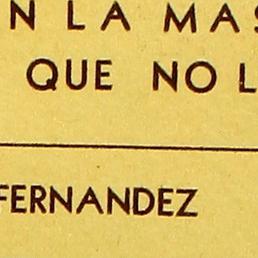 N LA MAS
QUE NO L
FERNANDEZ